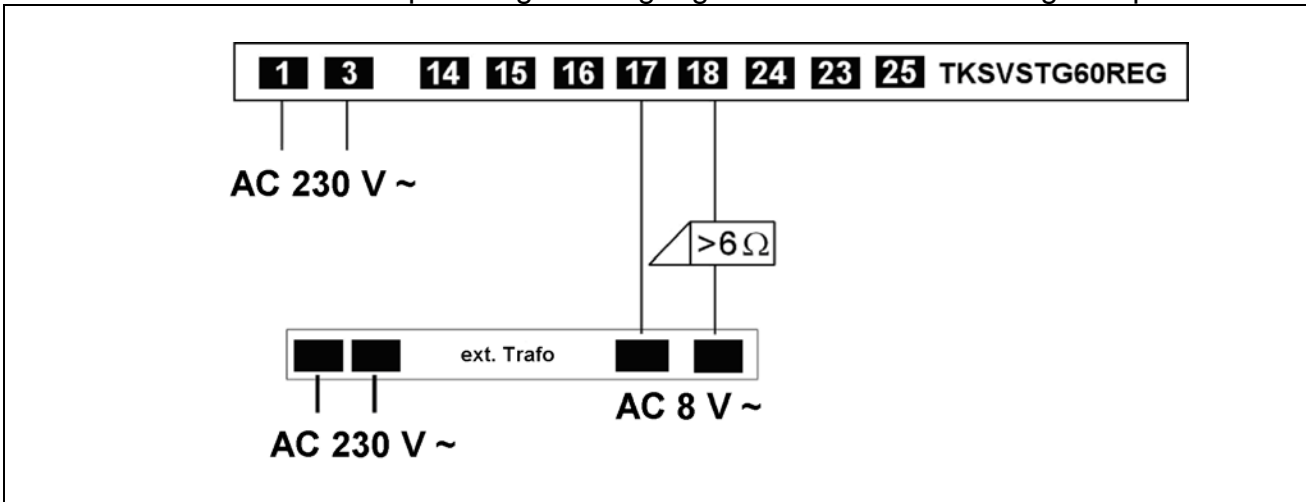 1 3 14 15 16 17 18 24 23 25 TKSVSTG60REG
AC 230 V ~
>6 Ω
ext. Trafo
AC 8 V ~
AC 230 V ~